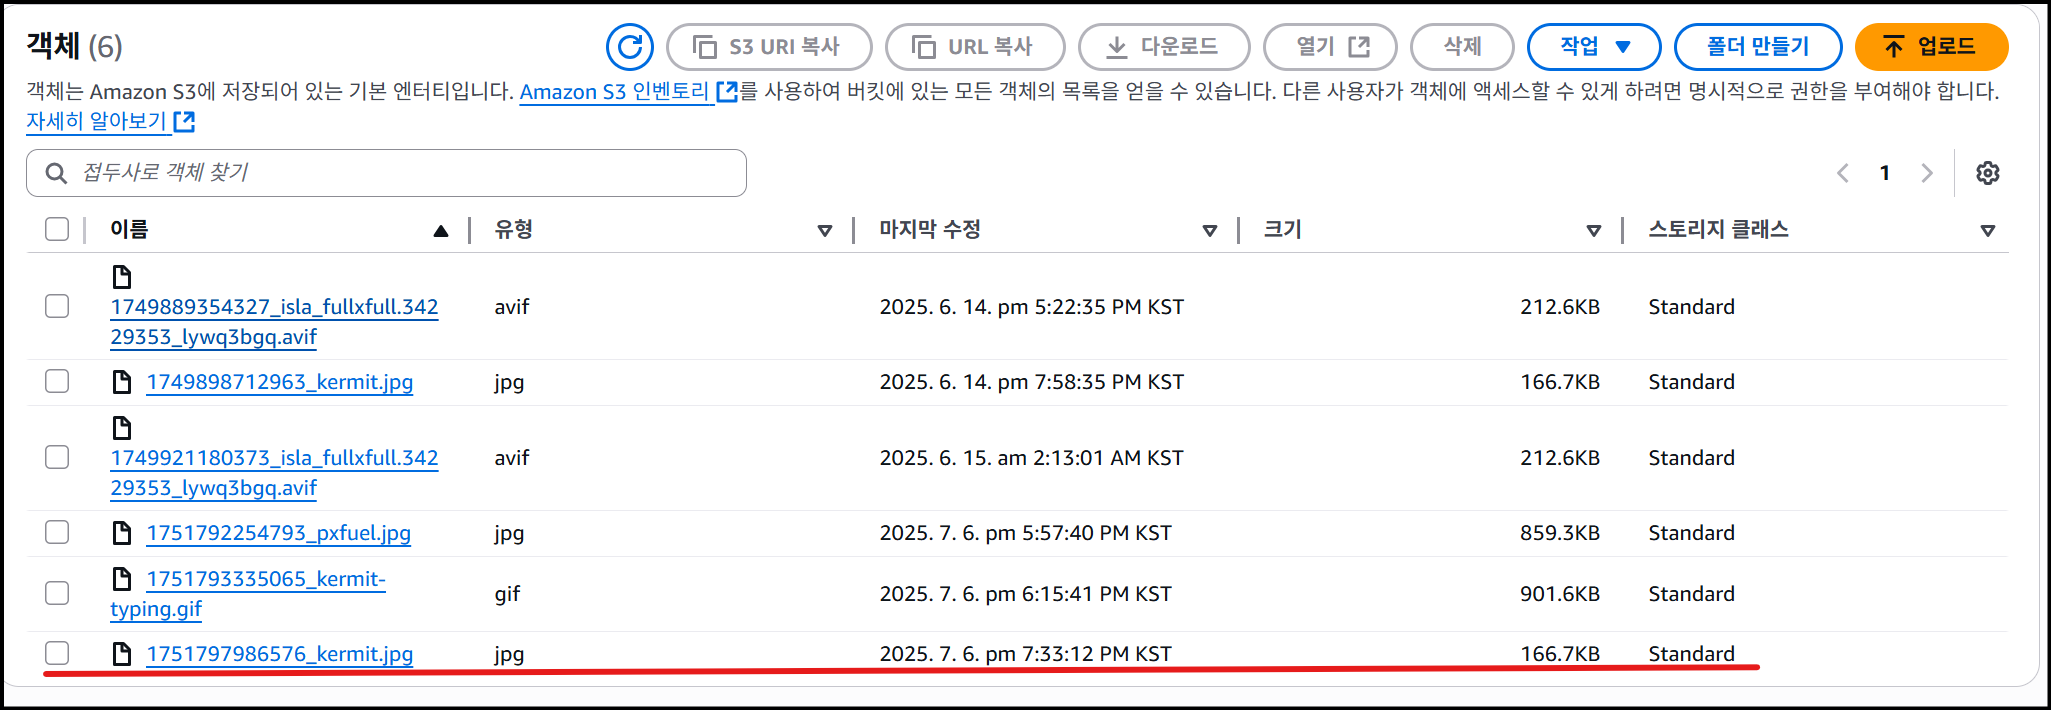 객체 (6)
S3 URI 복사
URL 복사
다운로드
열기
삭제
작업
폴더 만들기
업로드
객체는 Amazon S3에 저장되어 있는 기본 엔터티입니다. Amazon S3 인벤토리를 사용하여 버킷에 있는 모든 객체의 목록을 얻을 수 있습니다. 다른 사용자가 객체에 액세스할 수 있게 하려면 명시적으로 권한을 부여해야 합니다.
자세히 알아보기
접두사로 객체 찾기
1
이름 유형 마지막 수정 크기 스토리지 클래스
1749889354327_isla_fullxfull.342
29353_lywq3bgq.avif
avif 2025. 6. 14. pm 5:22:35 PM KST 212.6KB Standard
1749898712963_kermit.jpg jpg 2025. 6. 14. pm 7:58:35 PM KST 166.7KB Standard
1749921180373_isla_fullxfull.342
29353_lywq3bgq.avif
avif 2025. 6. 15. am 2:13:01 AM KST 212.6KB Standard
1751792254793_pxfuel.jpg jpg 2025. 7. 6. pm 5:57:40 PM KST 859.3KB Standard
1751793335065_kermit-
typing.gif
gif 2025. 7. 6. pm 6:15:41 PM KST 901.6KB Standard
1751797986576_kermit.jpg jpg 2025. 7. 6. pm 7:33:12 PM KST 166.7KB Standard